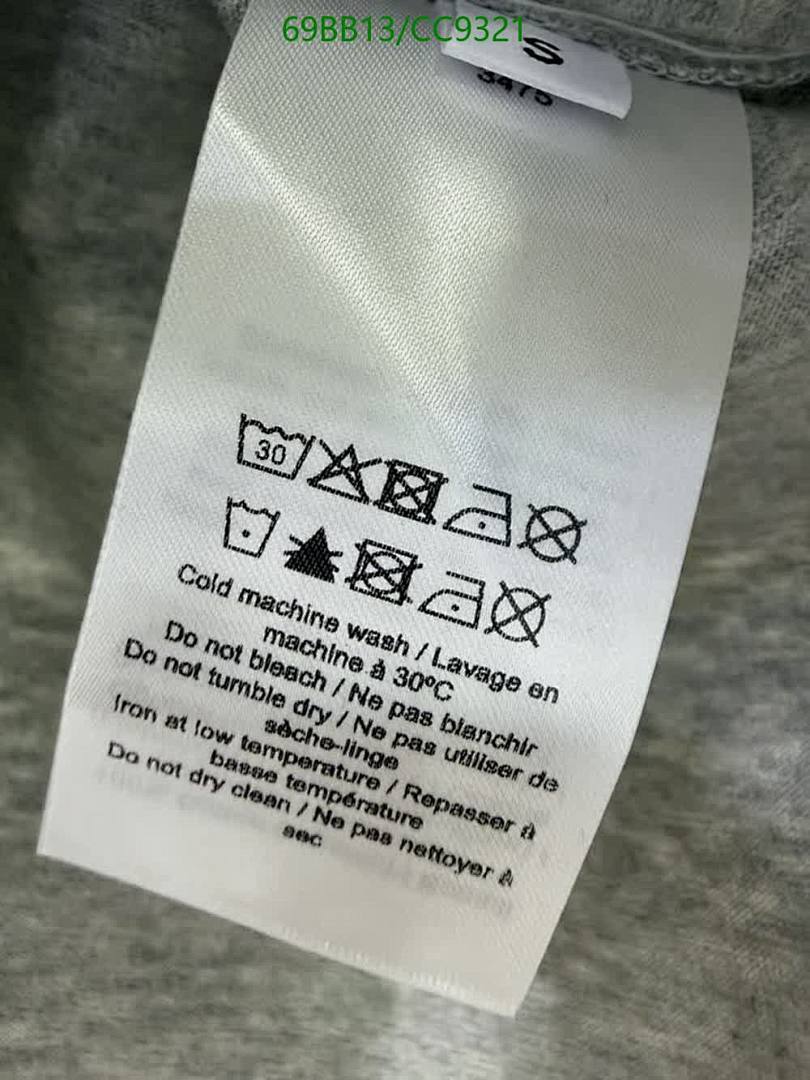 69BB13/CC9321
S
3475
30
Cold machine wash / Lavage en
machine à 30ºC
Do not bleach / Ne pas blanchir
Do not tumble dry / Ne pas utiliser de
sèche-linge
Iron at low temperature / Repasser à
basse température
Do not dry clean / Ne pas nettoyer à
sec